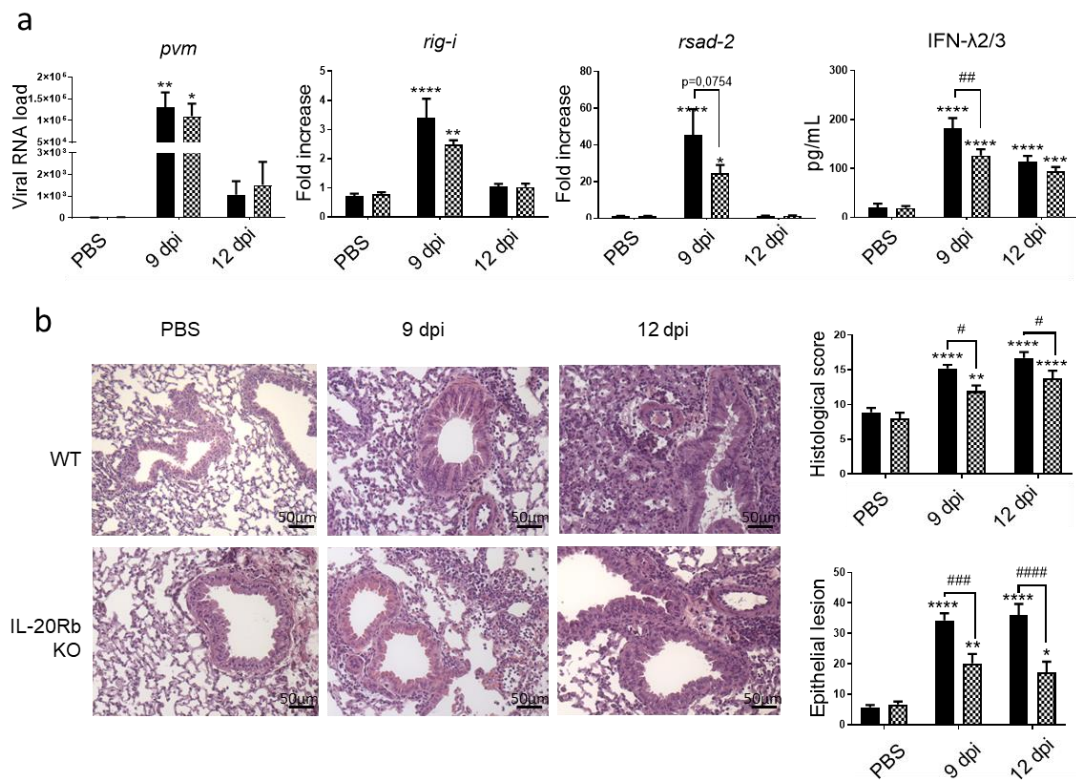 a
pvm
Viral RNA load
2×10⁶
1.5×10⁶
1×10⁶
5×10⁵
5×10⁴
3×10³
2×10³
1×10³
0
** *
PBS 9 dpi 12 dpi
rig-i
Fold increase
5
4
3
2
1
0
**** **
PBS 9 dpi 12 dpi
rsad-2
Fold increase
80
60
40
20
0
p=0,0754
**** *
PBS 9 dpi 12 dpi
IFN-λ2/3
pg/mL
300
200
100
0
##
**** **** **** ***
PBS 9 dpi 12 dpi
b
PBS 9 dpi 12 dpi
WT
50µm 50µm 50µm
IL-20Rb
KO
50µm 50µm 50µm
Histological score
20
15
10
5
0
# #
**** ** **** ****
PBS 9 dpi 12 dpi
Epithelial lesion
50
40
30
20
10
0
### ####
**** ** **** *
PBS 9 dpi 12 dpi